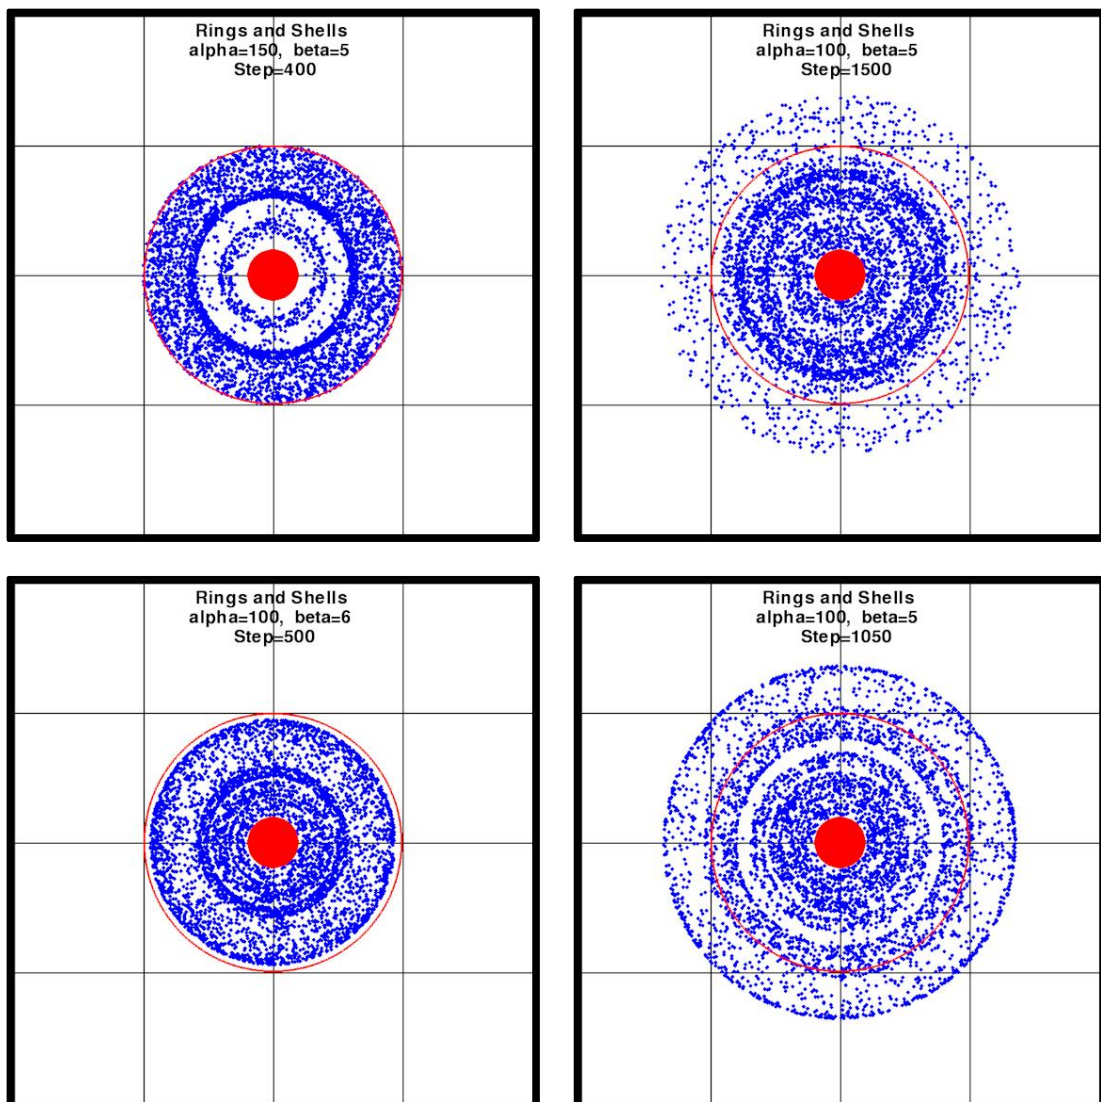 Rings and Shells
alpha=150, beta=5
Step=400
Rings and Shells
alpha=100, beta=5
Step=1500
Rings and Shells
alpha=100, beta=6
Step=500
Rings and Shells
alpha=100, beta=5
Step=1050